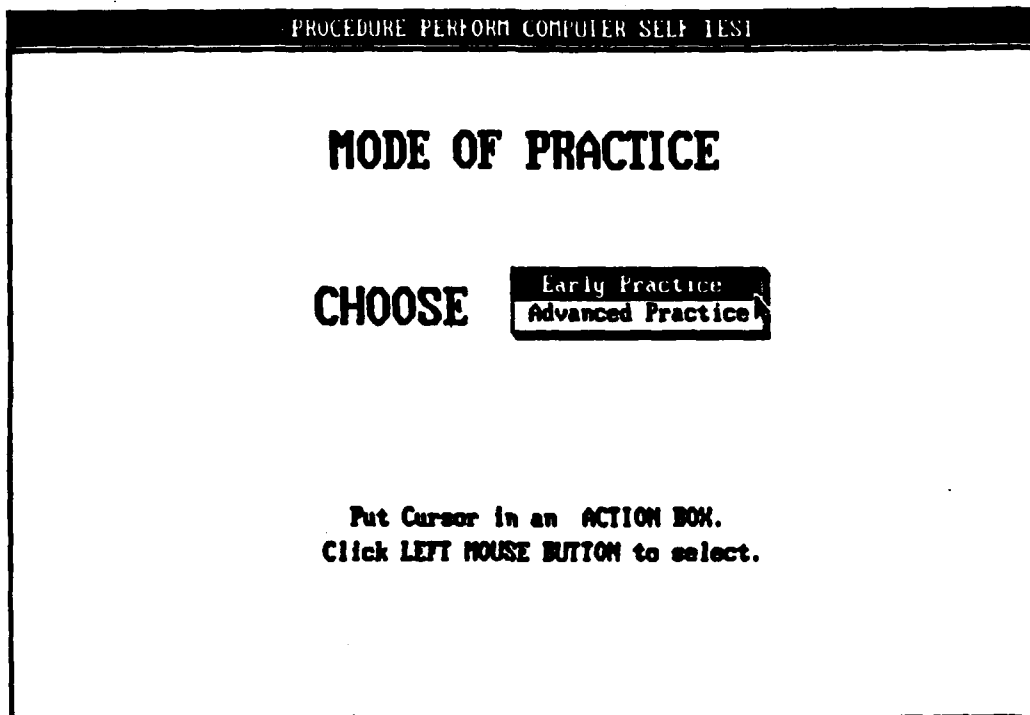 PROCEDURE PERFORM COMPUTER SELF TEST
MODE OF PRACTICE
CHOOSE
Early Practice
Advanced Practice
Put Cursor in an ACTION BOX.
Click LEFT MOUSE BUTTON to select.